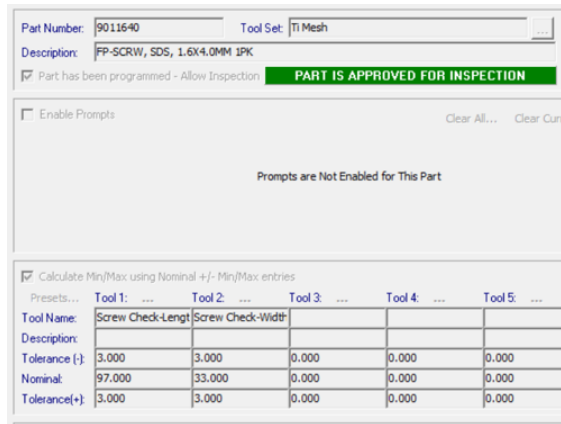 Part Number: 9011640 Tool Set: Ti Mesh ...
Description: FP-SCRW, SDS, 1.6X4.0MM 1PK
Part has been programmed - Allow Inspection PART IS APPROVED FOR INSPECTION
Enable Prompts Clear All... Clear Curr
Prompts are Not Enabled for This Part
Calculate Min/Max using Nominal +/- Min/Max entries
Presets... Tool 1: ... Tool 2: ... Tool 3: ... Tool 4: ... Tool 5: ...
Tool Name: Screw Check-Lengt Screw Check-Width
Description:
Tolerance (-): 3.000 3.000 0.000 0.000 0.000
Nominal: 97.000 33.000 0.000 0.000 0.000
Tolerance(+): 3.000 3.000 0.000 0.000 0.000